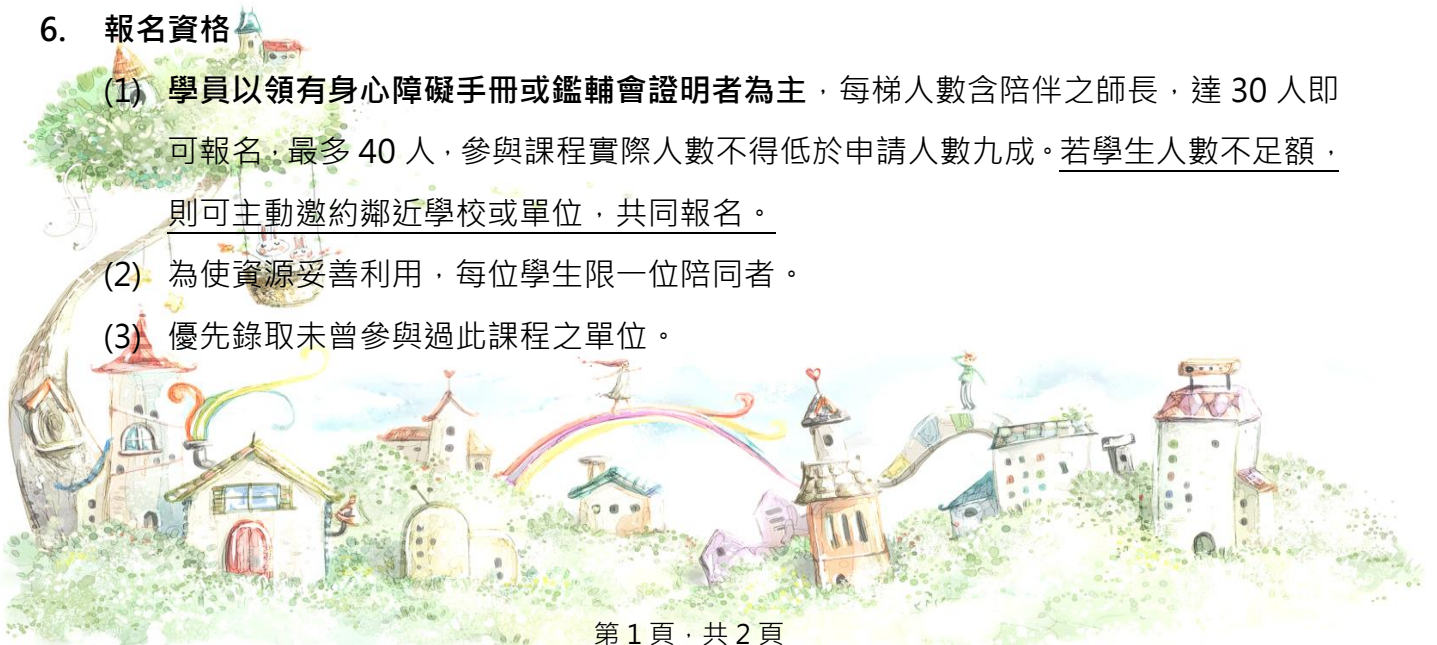 6. 報名資格
(1) 學員以領有身心障礙手冊或鑑輔會證明者為主，每梯人數含陪伴之師長，達 30 人即
可報名，最多 40 人，參與課程實際人數不得低於申請人數九成。若學生人數不足額，
則可主動邀約鄰近學校或單位，共同報名。
(2) 為使資源妥善利用，每位學生限一位陪同者。
(3) 優先錄取未曾參與過此課程之單位。
第 1 頁，共 2 頁